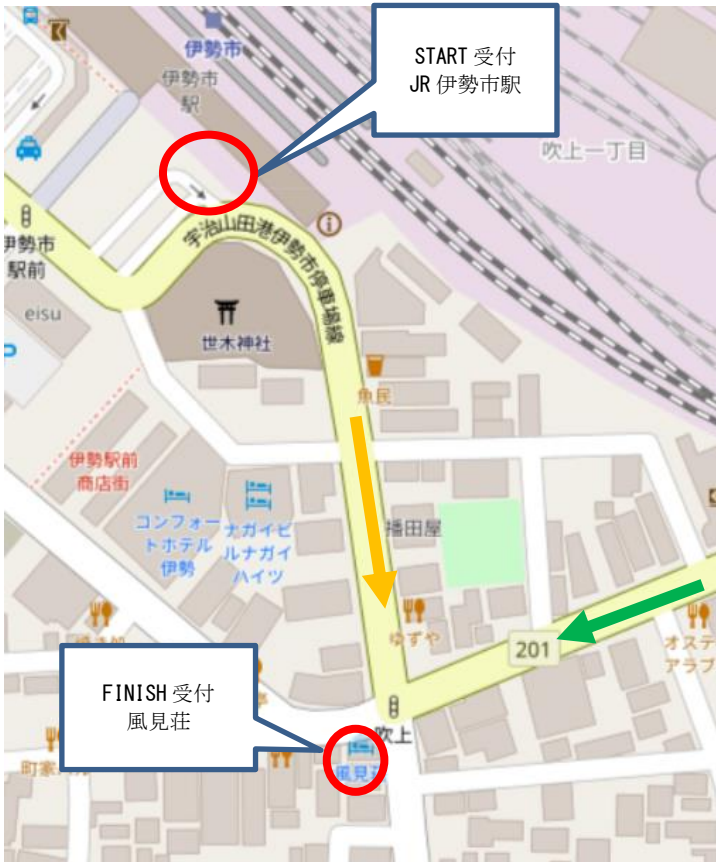 伊勢市
伊勢市
駅
START 受付
JR 伊勢市駅
吹上一丁目
伊勢市
駅前
宇治山田港伊勢市停車場線
eisu
世木神社
魚民
伊勢駅前
商店街
コンフォー
トホテル
伊勢
ナガイビ
ルナガイ
ハイツ
播田屋
ゆずや
201
オステ
アラブ
FINISH 受付
風見荘
吹上